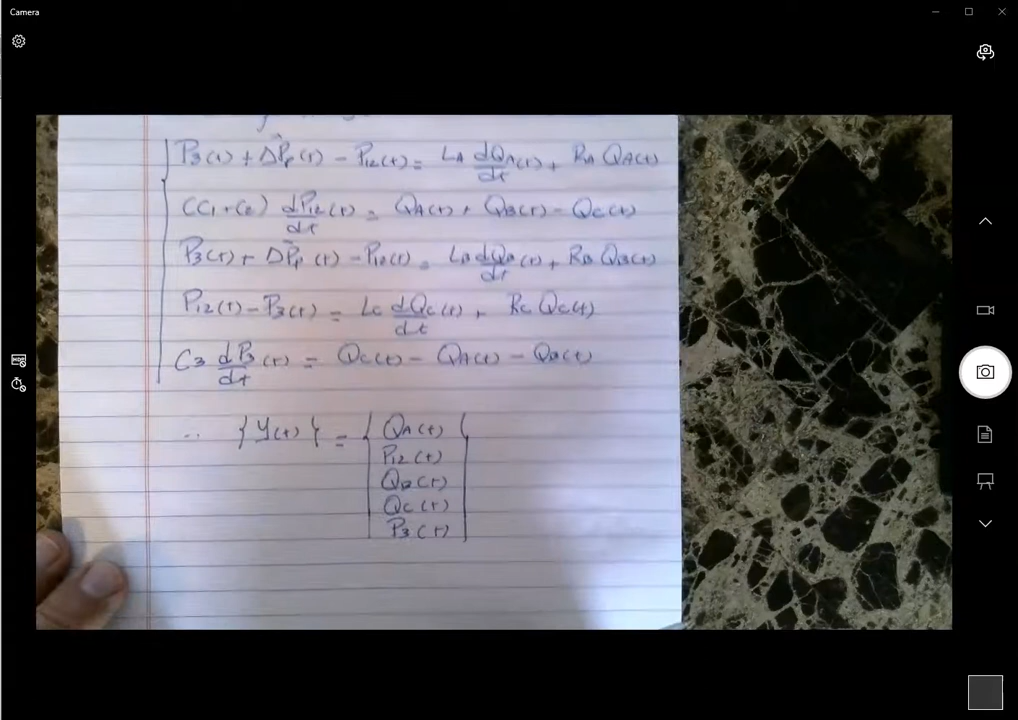 Camera
P3(t) + ΔP̂p(t) - P12(t) = LA dQA(t)/dt + RA QA(t)
(C1+C2) dP12(t)/dt = QA(t) + QB(t) - QC(t)
P3(t) + ΔP̂p(t) - P12(t) = LB dQB(t)/dt + RB QB(t)
P12(t) - P3(t) = LC dQC(t)/dt + RC QC(t)
C3 dP3(t)/dt = QC(t) - QA(t) - QB(t)
∴ {Y(t)} = { QA(t)
P12(t)
QB(t)
QC(t)
P3(t) }